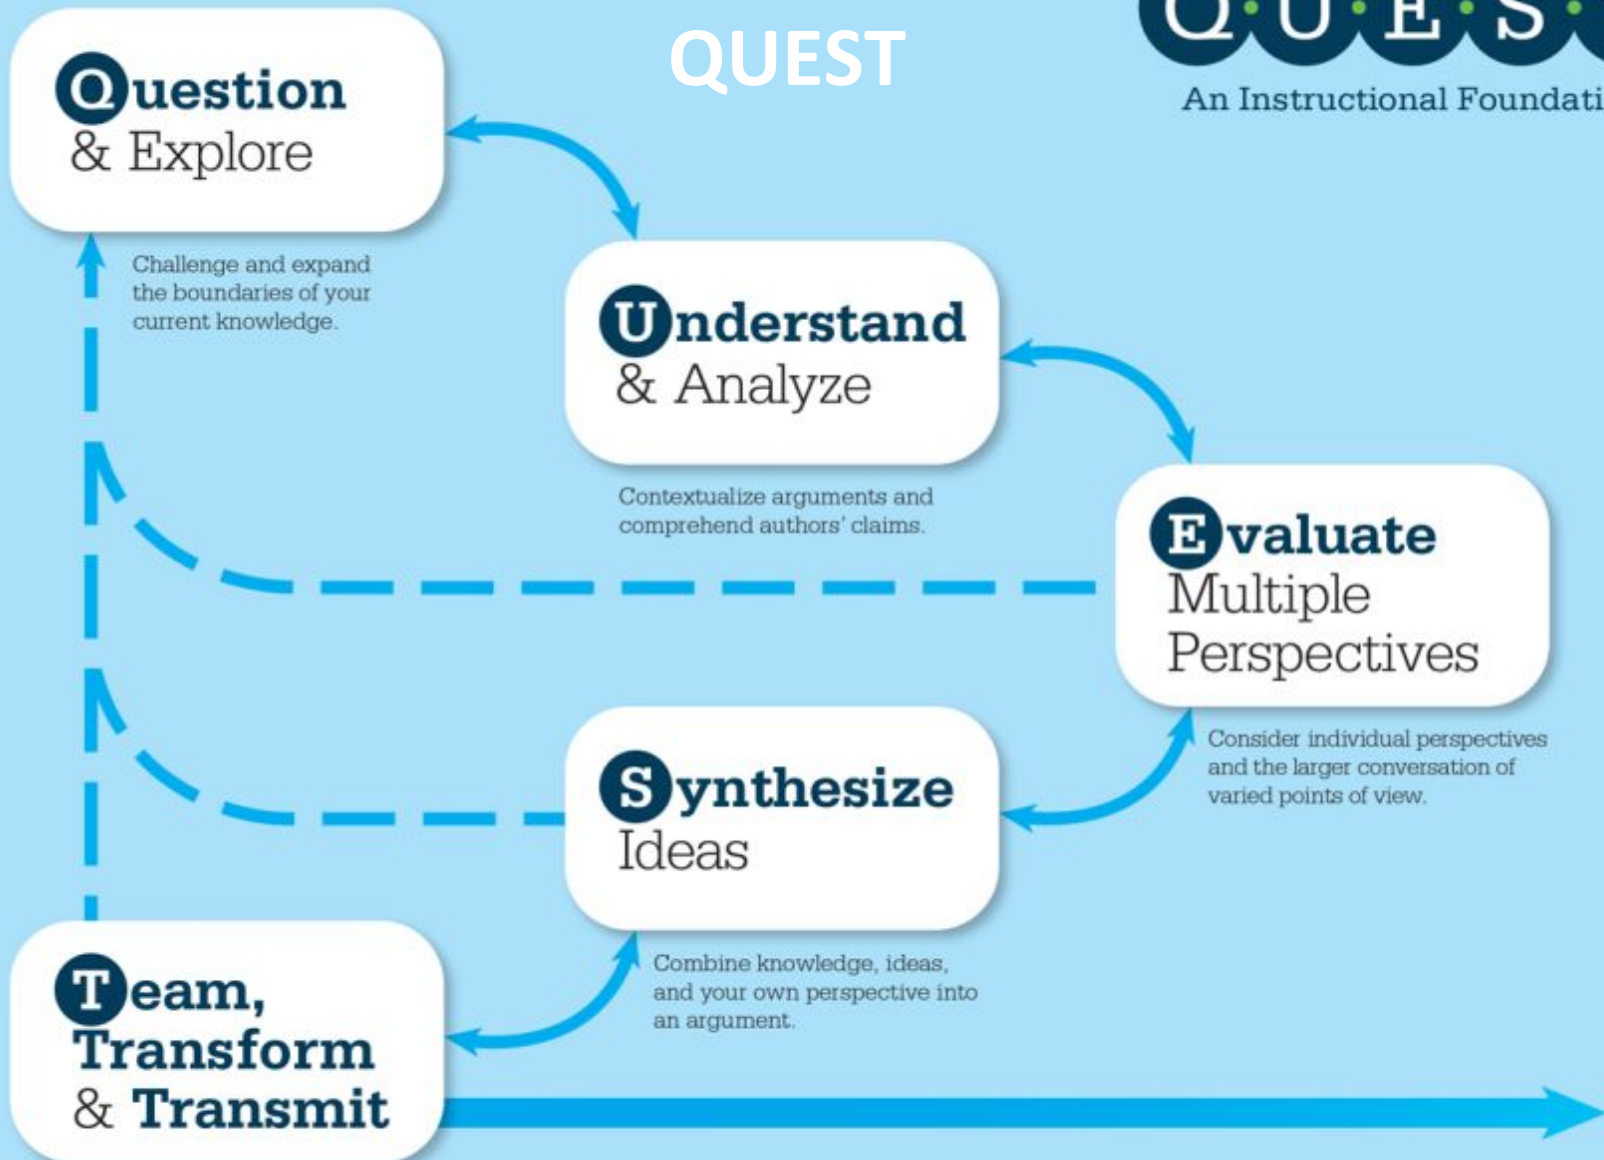 QUEST
Q·U·E·S·
An Instructional
Question
& Explore
Challenge and expand
the boundaries of your
current knowledge.
Understand
& Analyze
Contextualize arguments and
comprehend authors' claims.
Evaluate
Multiple
Perspectives
Consider individual perspectives
and the larger conversation of
varied points of view.
Synthesize
Ideas
Combine knowledge, ideas,
and your own perspective into
an argument.
Team,
Transform
& Transmit